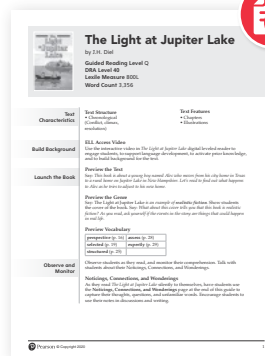 The Light at Jupiter Lake
by J.H. Diel
Guided Reading Level Q
DRA Level 40
Lexile Measure 800L
Word Count 3,356
Text Characteristics
Text Structure
• Chronological
(Conflict, climax,
resolution)
Text Features
• Chapters
• Illustrations
Build Background
ELL Access Video
Use the interactive video in The Light at Jupiter Lake digital leveled reader to
engage students, to support language development, to activate prior knowledge,
and to build background for the text.
Launch the Book
Preview the Text
Say: This book is about a young boy named Alex who moves from his city home in Texas
to a rural home on Jupiter Lake in New Hampshire. Let's read to find out what happens
to Alex as he tries to adjust to his new home.
Preview the Genre
Say: The Light at Jupiter Lake is an example of realistic fiction. Show students
the cover of the book. Say: What about this cover tells you that this book is realistic
fiction? As you read, ask yourself if the events in the story are things that could happen
in real life.
Preview Vocabulary
perspective (p. 16) access (p. 28)
selected (p. 19) expertly (p. 29)
structured (p. 25)
Observe and Monitor
Observe students as they read, and monitor their comprehension. Talk with
students about their Noticings, Connections, and Wonderings.
Noticings, Connections, and Wonderings
As they read The Light at Jupiter Lake silently to themselves, have students use
the Noticings, Connections, and Wonderings page at the end of this guide to
capture their thoughts, questions, and unfamiliar words. Encourage students to
use their notes in discussions and writing.
Pearson © Copyright 2020
1